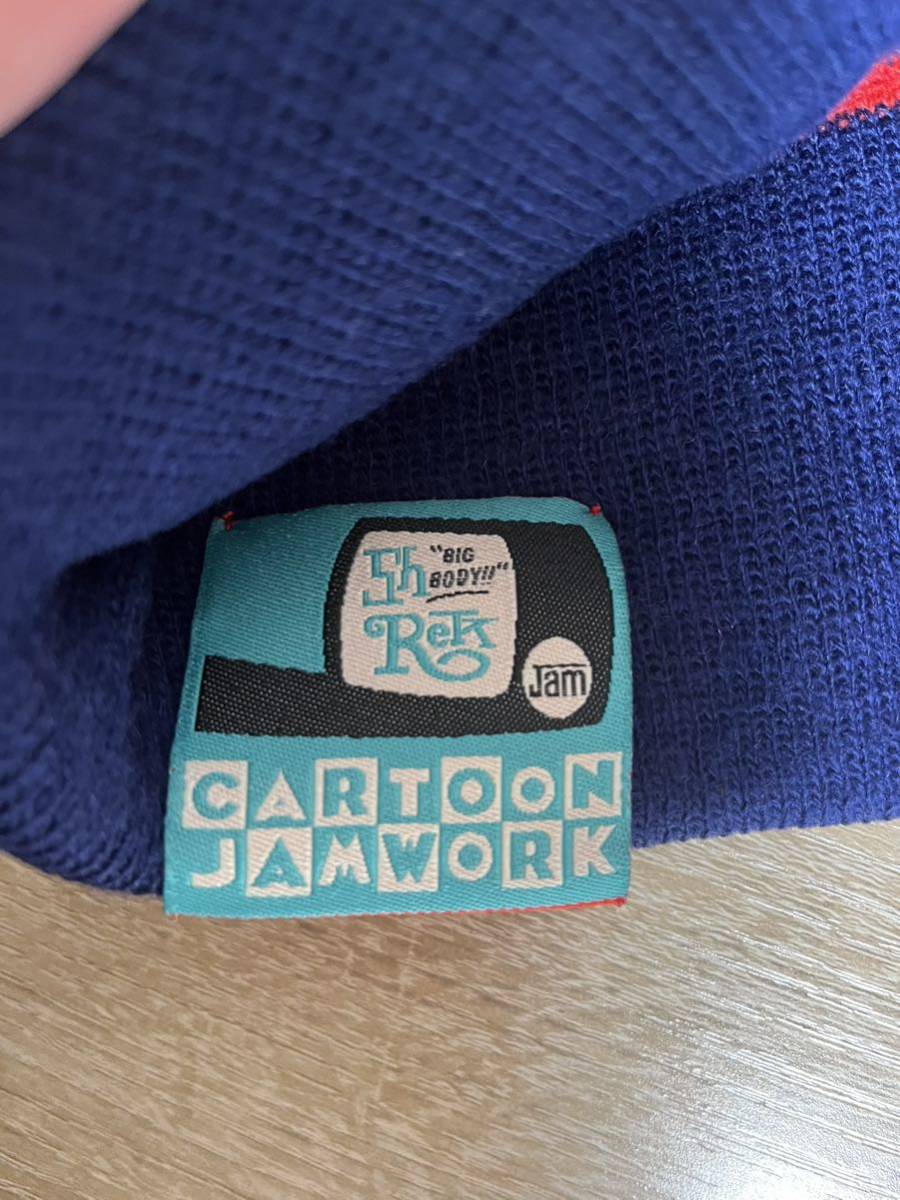 Sh "BIG
BODY!!"
Rek
Jam
CARTOON
JAMWORK